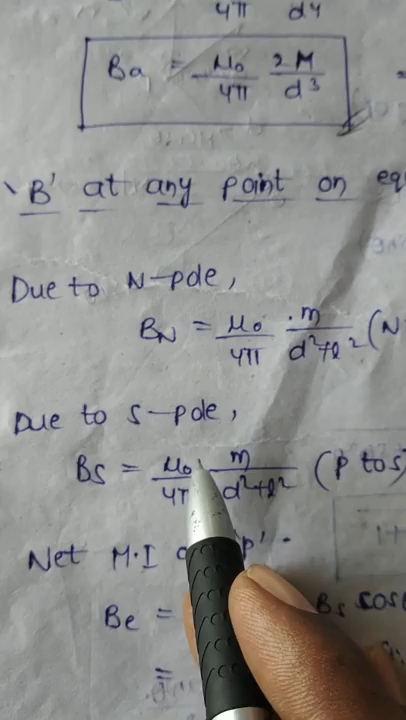 4π d4
Ba = μ₀/4π 2M/d³
'B' at any point on eq
Due to N-pole,
B_N = μ₀/4π . m/d²+l² (N
Due to S-pole,
Bs = μ₀/4π m/d²+l² (P to S
Net M.I P'
Be = Bs cos
=